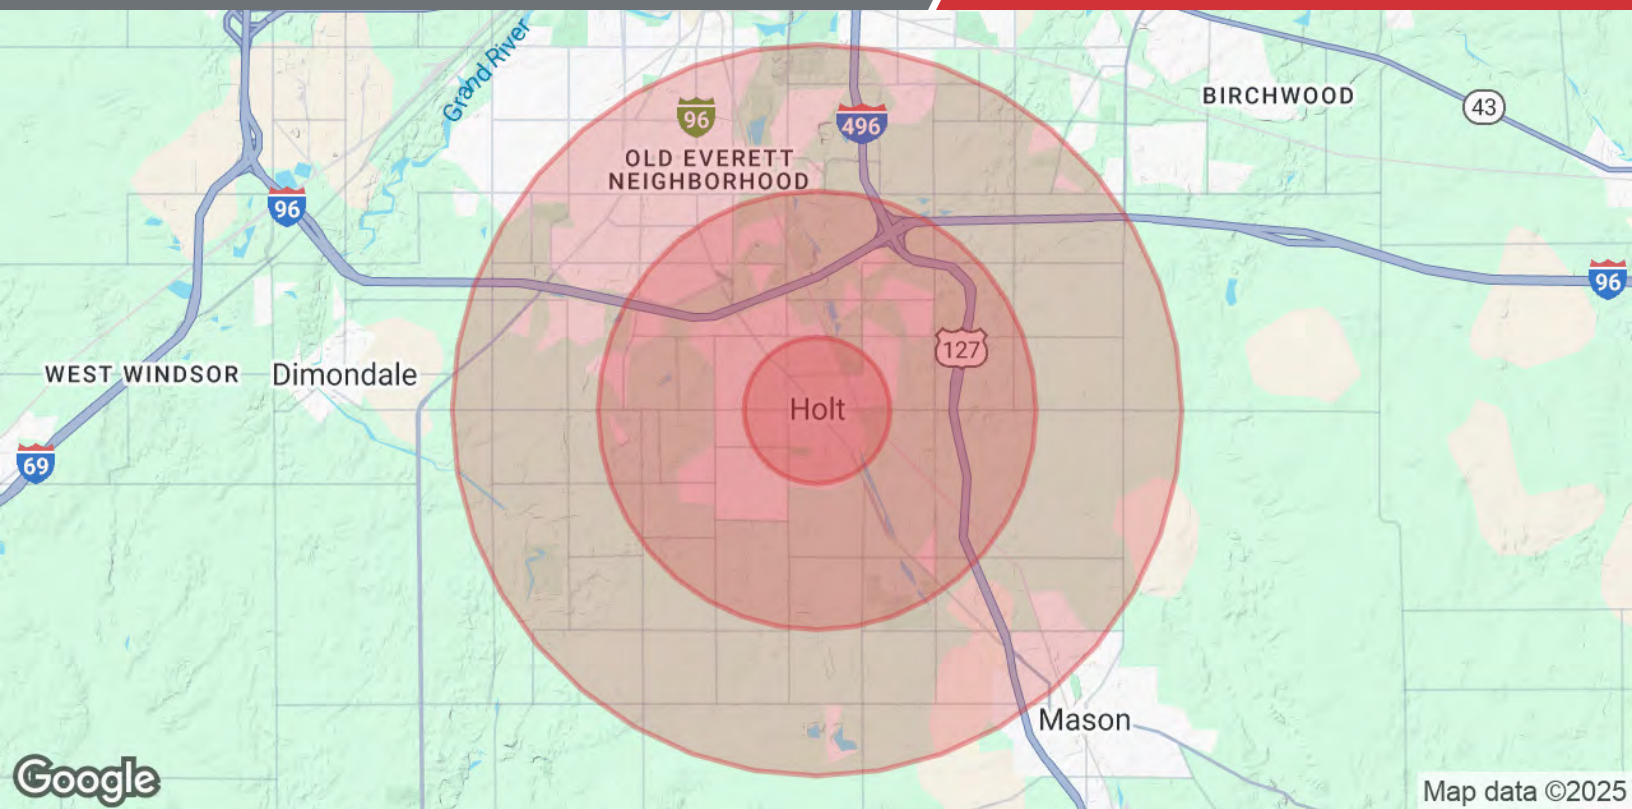 Grand River
BIRCHWOOD
43
96
496
OLD EVERETT
NEIGHBORHOOD
96
96
127
WEST WINDSOR
Dimondale
Holt
69
Mason
Google
Map data ©2025